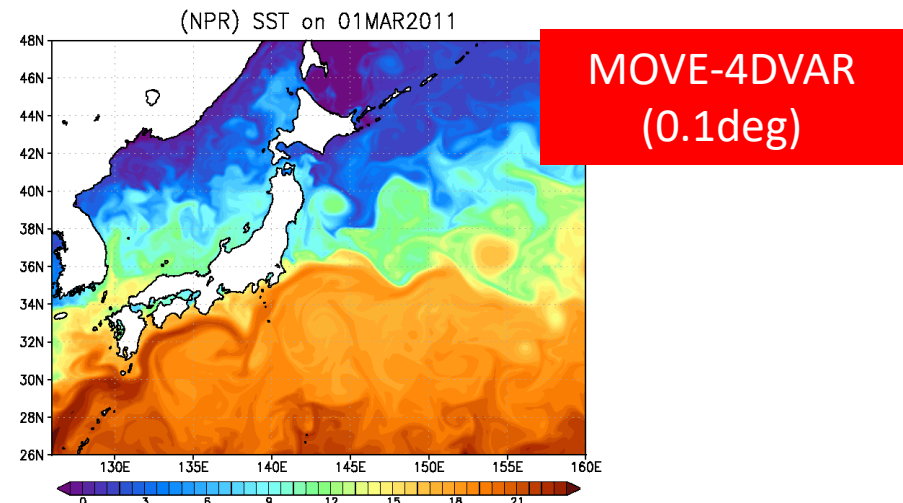 (NPR) SST on 01MAR2011
MOVE-4DVAR
(0.1deg)
48N
46N
44N
42N
40N
38N
36N
34N
32N
30N
28N
26N
130E 135E 140E 145E 150E 155E 160E
0 3 6 9 12 15 18 21